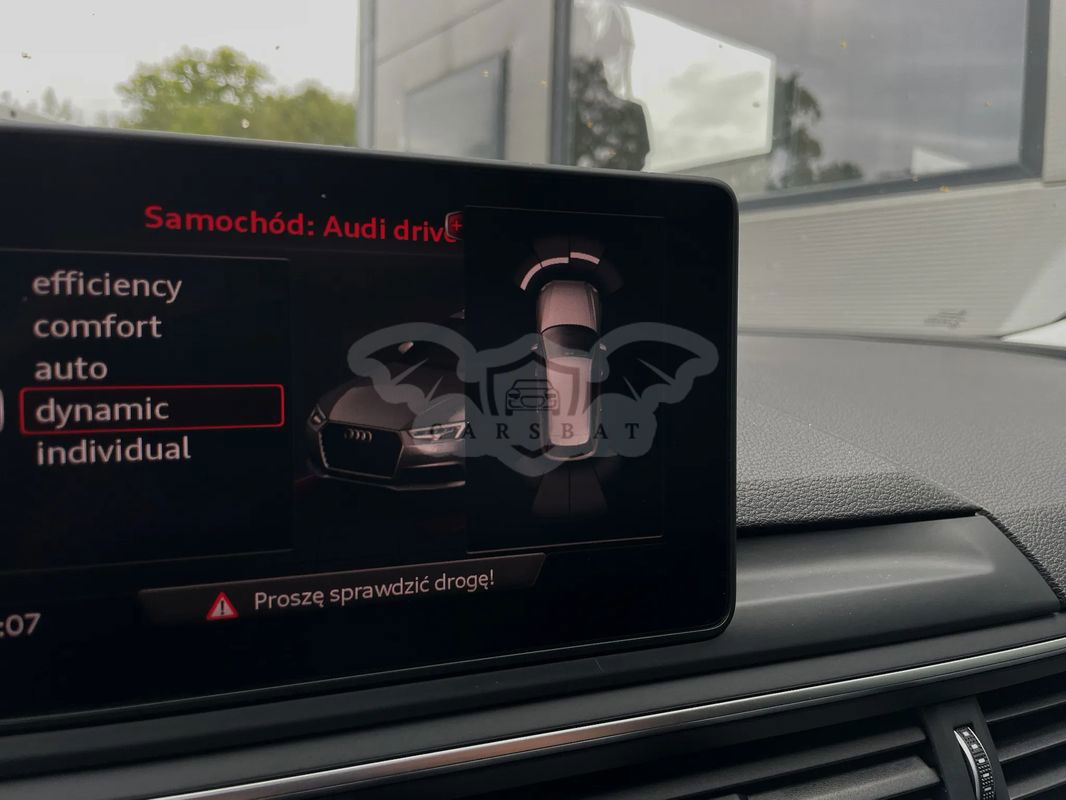 Samochód: Audi drive
efficiency
comfort
auto
dynamic
individual
CARSBAT
Proszę sprawdzić drogę!
:07